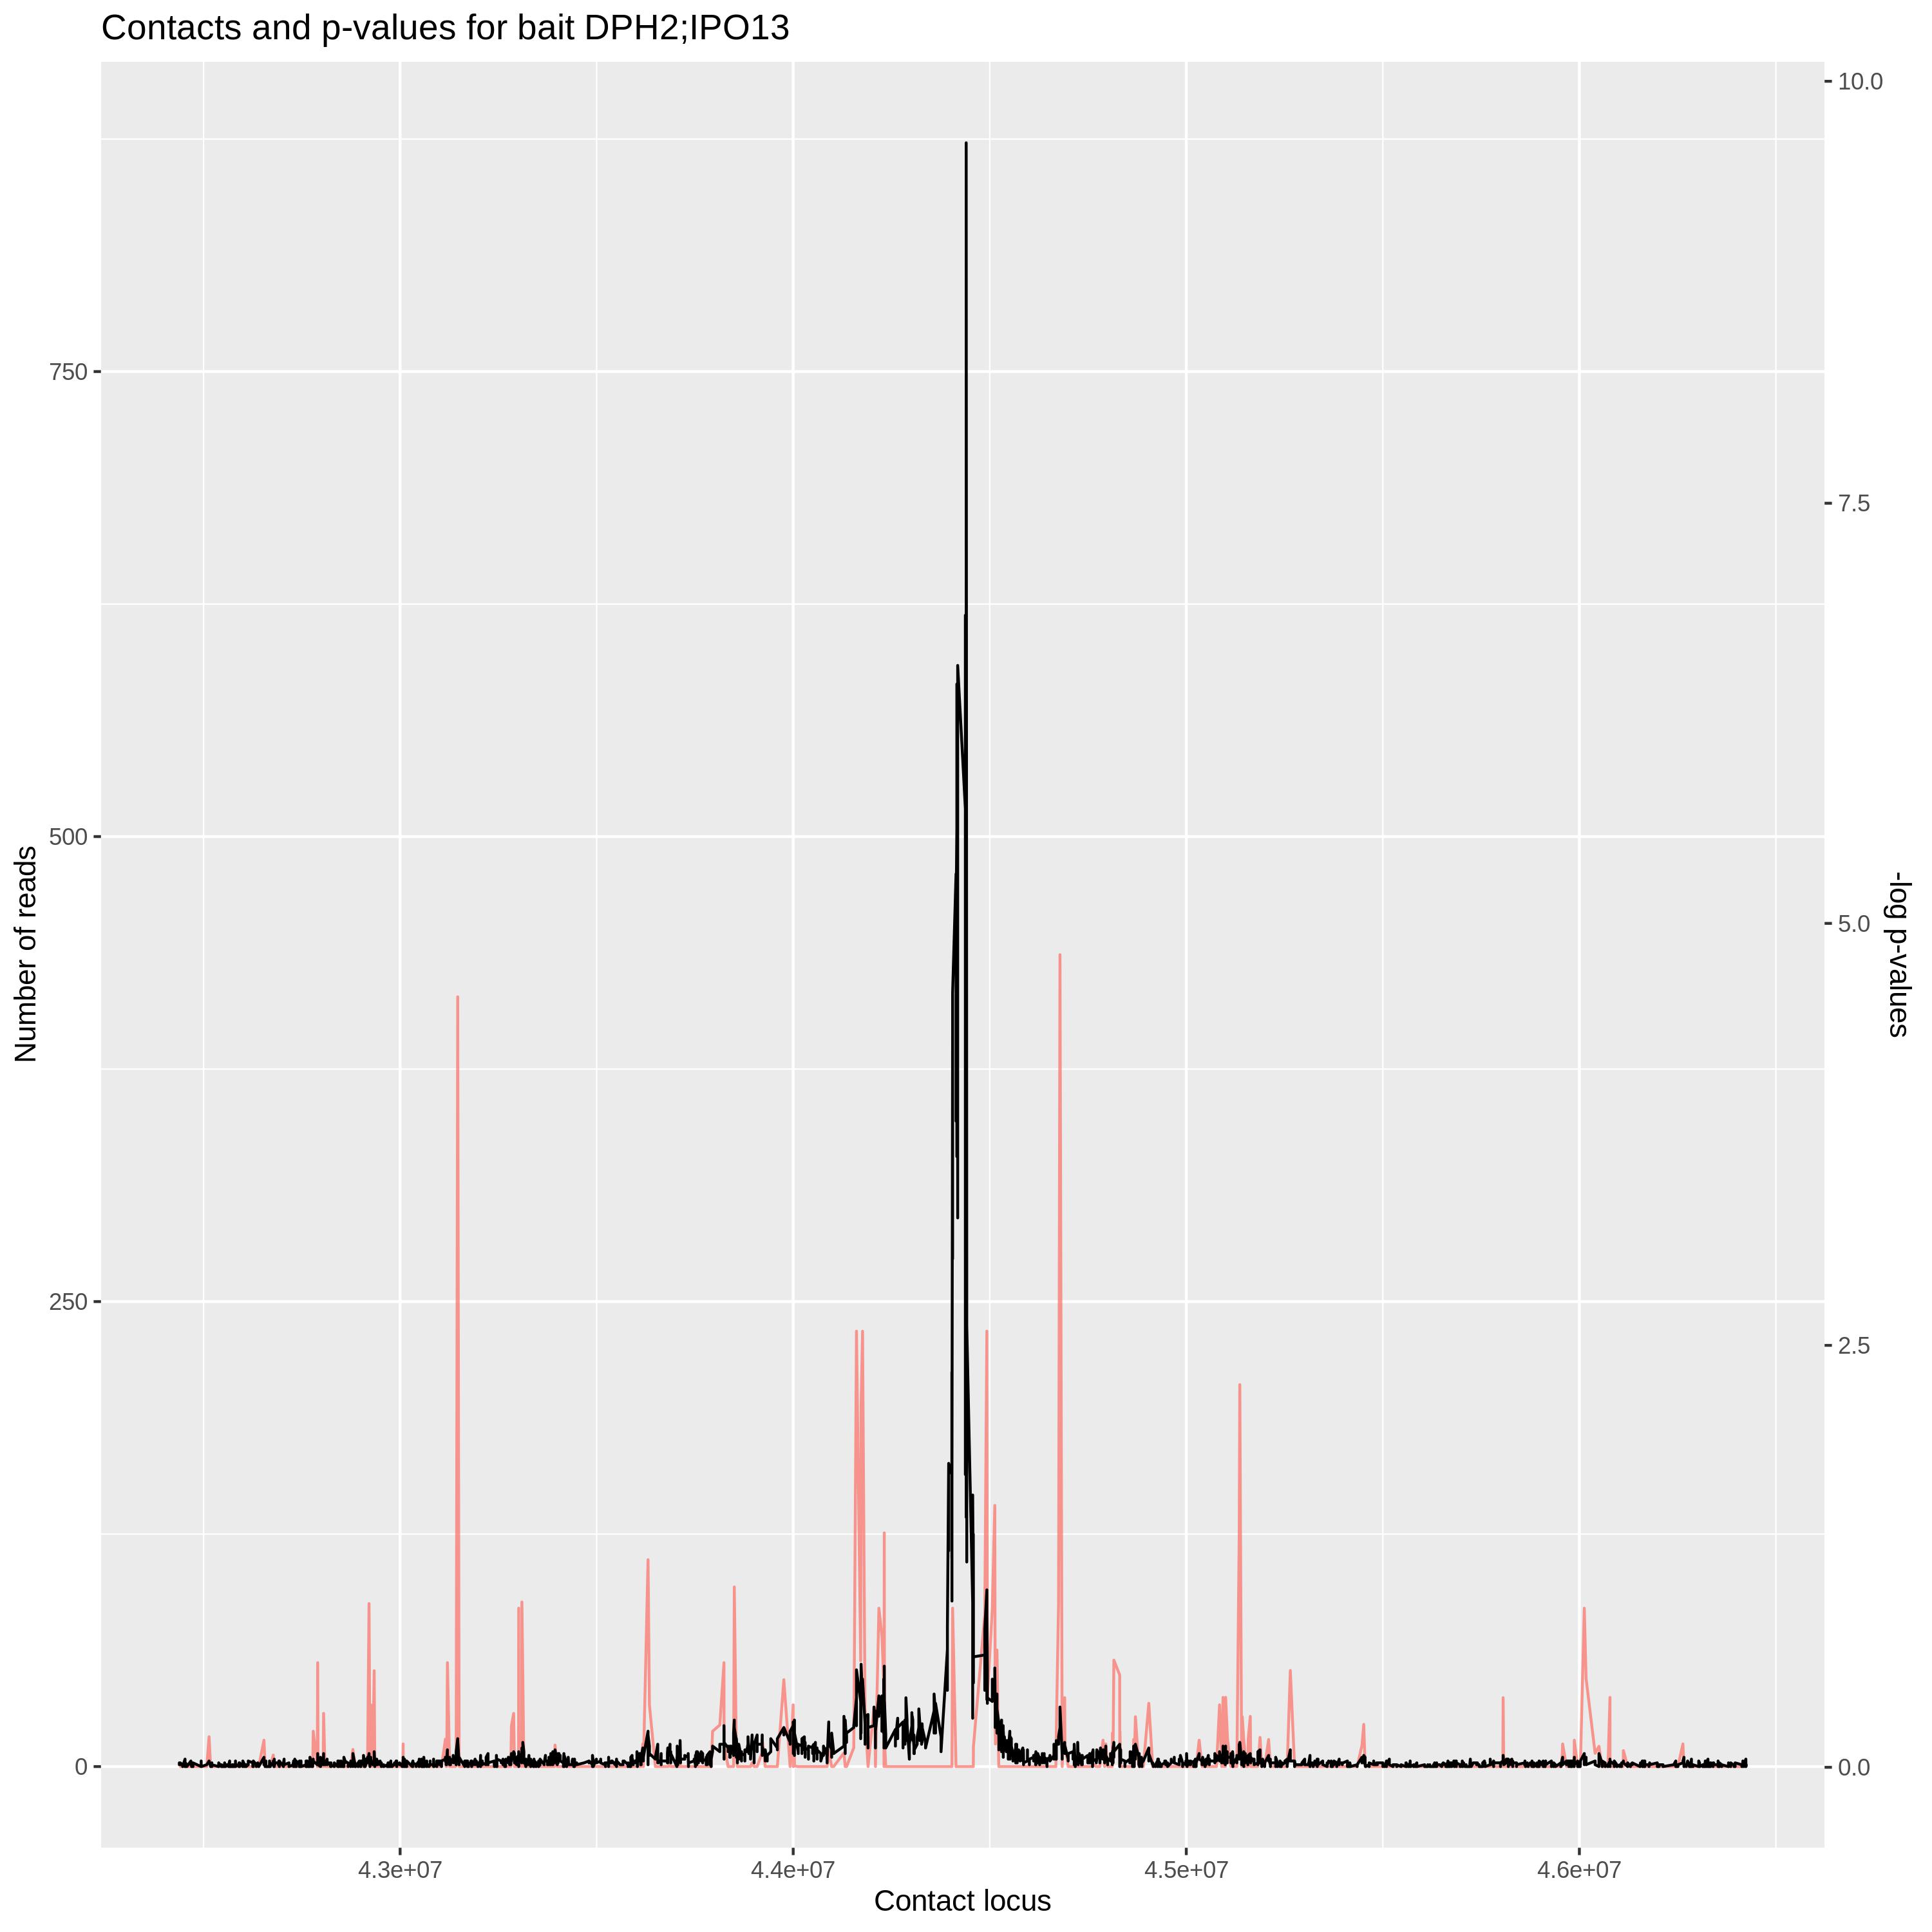 Contacts and p-values for bait DPH2;IPO13
10.0
750
7.5
500
5.0
Number of reads
-log p-values
250
2.5
0
0.0
4.3e+07
4.4e+07
4.5e+07
4.6e+07
Contact locus